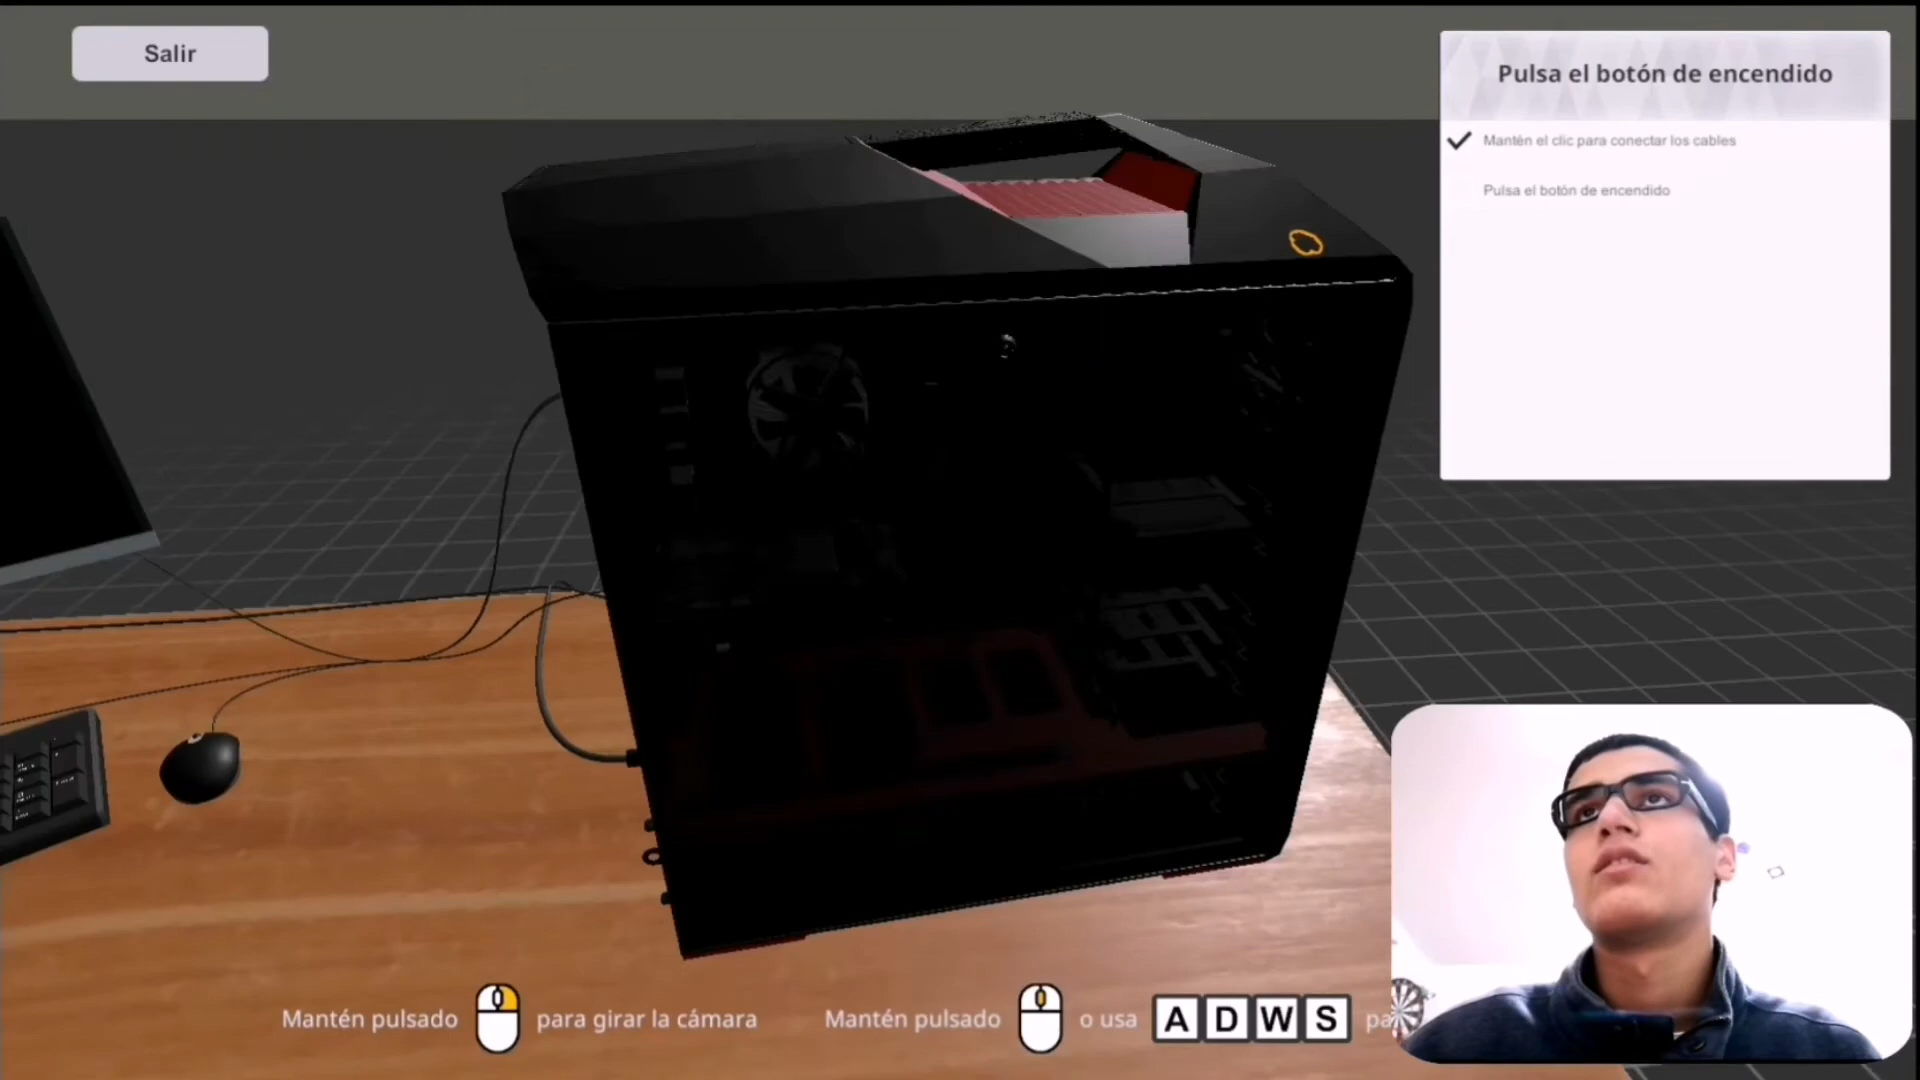 Salir
Pulsa el botón de encendido
Mantén el clic para conectar los cables
Pulsa el botón de encendido
Mantén pulsado para girar la cámara
Mantén pulsado o usa A D W S